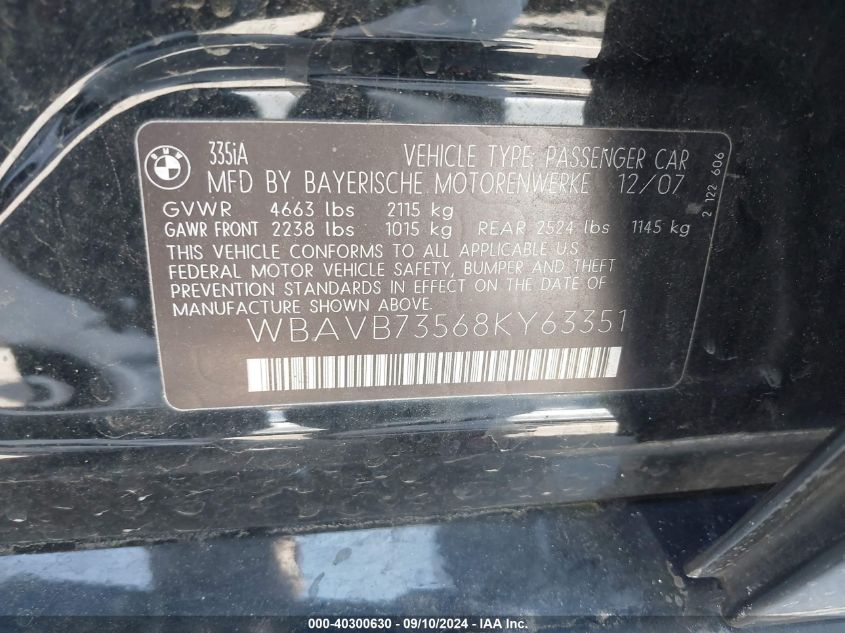 BMW
335iA VEHICLE TYPE: PASSENGER CAR
MFD BY BAYERISCHE MOTORENWERKE 12/07
GVWR 4663 lbs 2115 kg
GAWR FRONT 2238 lbs 1015 kg REAR 2524 lbs 1145 kg
THIS VEHICLE CONFORMS TO ALL APPLICABLE U.S
FEDERAL MOTOR VEHICLE SAFETY, BUMPER AND THEFT
PREVENTION STANDARDS IN EFFECT ON THE DATE OF
MANUFACTURE SHOWN ABOVE.
WBAVB73568KY63351
2 122 606
000-40300630 - 09/10/2024 - IAA Inc.